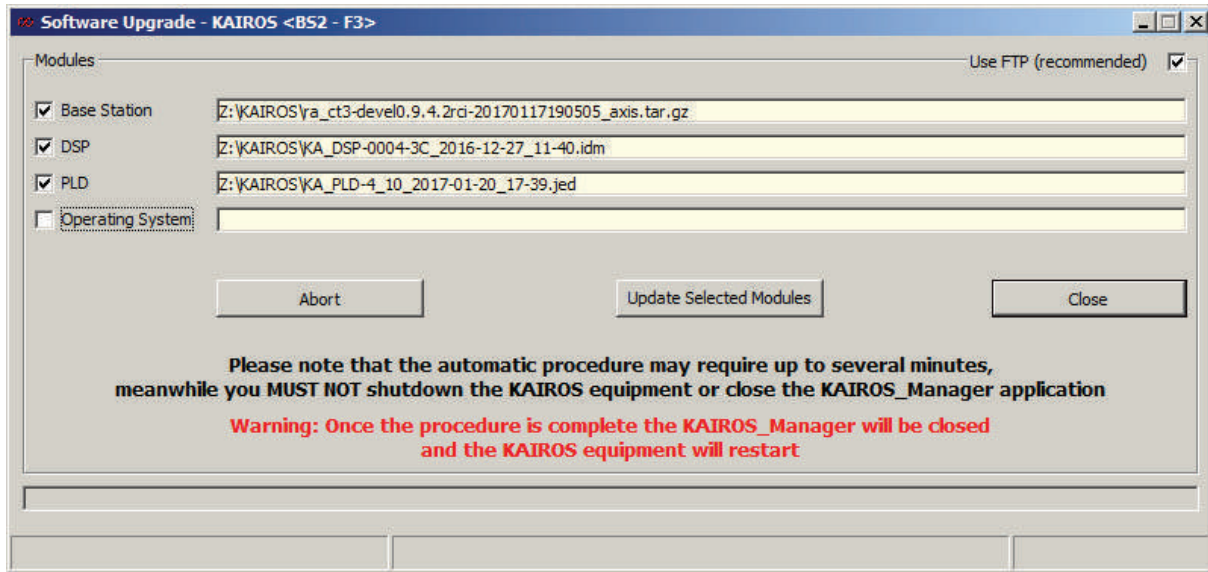 Software Upgrade - KAIROS <BS2 - F3>
Modules
Use FTP (recommended)
Base Station
Z:\KAIROS\ra_ct3-devel0.9.4.2rci-20170117190505_axis.tar.gz
DSP
Z:\KAIROS\KA_DSP-0004-3C_2016-12-27_11-40.idm
PLD
Z:\KAIROS\KA_PLD-4_10_2017-01-20_17-39.jed
Operating System
Abort
Update Selected Modules
Close
Please note that the automatic procedure may require up to several minutes,
meanwhile you MUST NOT shutdown the KAIROS equipment or close the KAIROS_Manager application
Warning: Once the procedure is complete the KAIROS_Manager will be closed
and the KAIROS equipment will restart